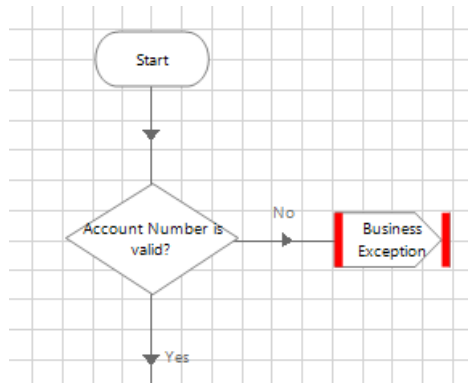 Start
Account Number is
valid?
No
Business
Exception
Yes